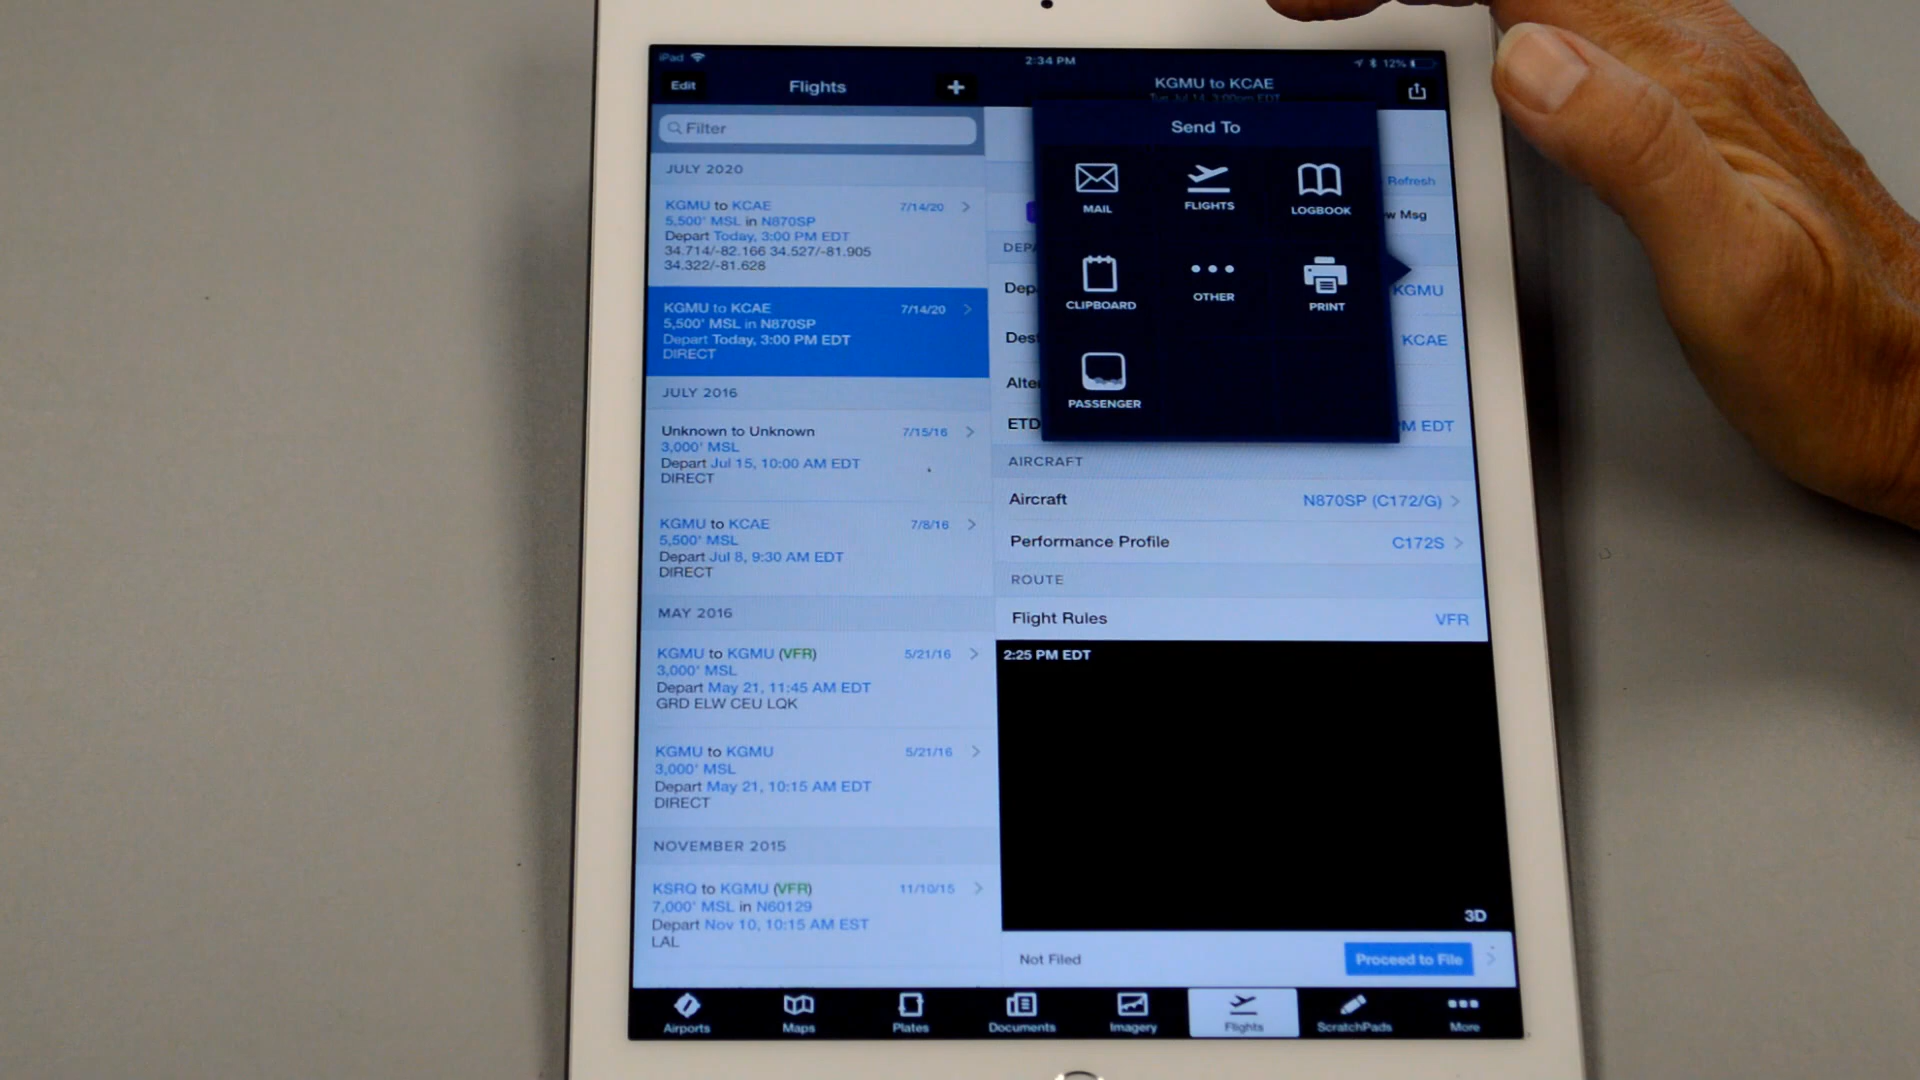 iPad
2:34 PM
12%
Edit
Flights
+
KGMU to KCAE
Tue Jul 14, 3:00pm EDT
Filter
JULY 2020
KGMU to KCAE 7/14/20
5,500' MSL in N870SP
Depart Today, 3:00 PM EDT
34.714/-82.166 34.527/-81.905
34.322/-81.628
KGMU to KCAE 7/14/20
5,500' MSL in N870SP
Depart Today, 3:00 PM EDT
DIRECT
JULY 2016
Unknown to Unknown 7/15/16
3,000' MSL
Depart Jul 15, 10:00 AM EDT
DIRECT
KGMU to KCAE 7/8/16
5,500' MSL
Depart Jul 8, 9:30 AM EDT
DIRECT
MAY 2016
KGMU to KGMU (VFR) 5/21/16
3,000' MSL
Depart May 21, 11:45 AM EDT
GRD ELW CEU LQK
KGMU to KGMU 5/21/16
3,000' MSL
Depart May 21, 10:15 AM EDT
DIRECT
NOVEMBER 2015
KSRQ to KGMU (VFR) 11/10/15
7,000' MSL in N60129
Depart Nov 10, 10:15 AM EST
LAL
Send To
MAIL FLIGHTS LOGBOOK
CLIPBOARD OTHER PRINT
PASSENGER
Refresh
w Msg
DEPA
Dep KGMU
Dest KCAE
Alte
ETD M EDT
AIRCRAFT
Aircraft N870SP (C172/G)
Performance Profile C172S
ROUTE
Flight Rules VFR
2:25 PM EDT
3D
Not Filed Proceed to File
Airports Maps Plates Documents Imagery Flights ScratchPads More